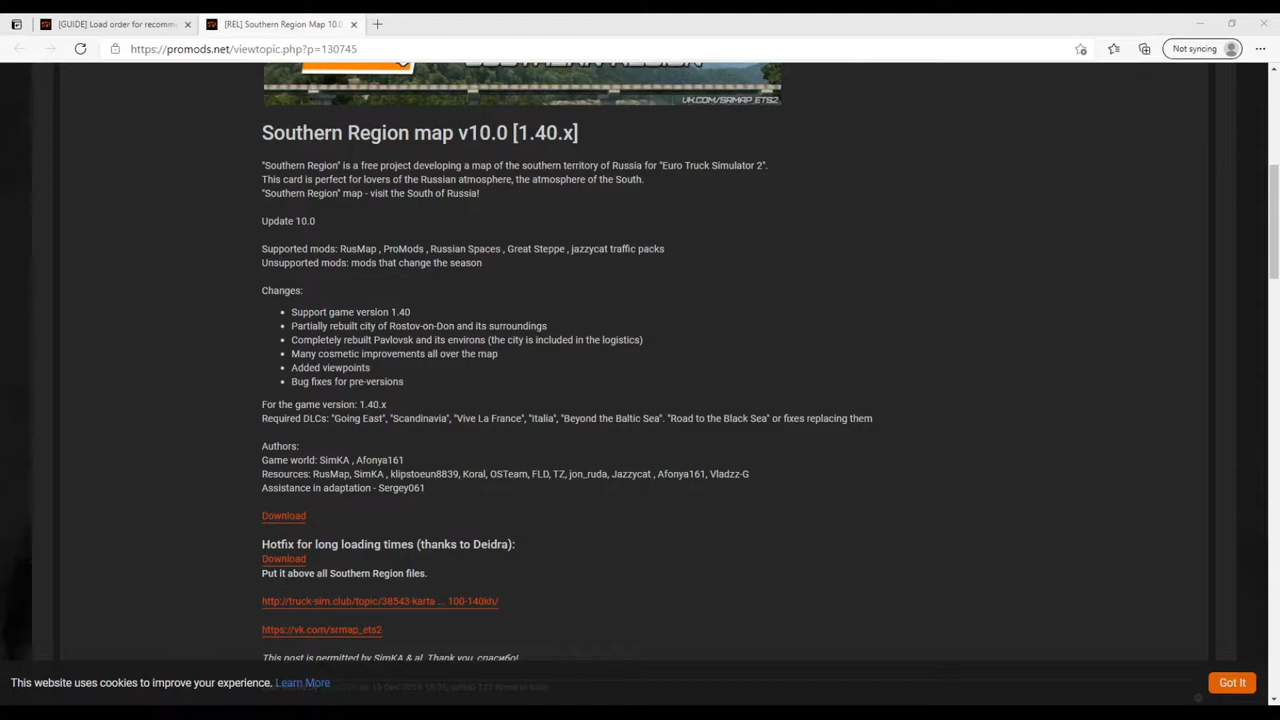 [GUIDE] Load order for recomme
[REL] Southern Region Map 10.0
https://promods.net/viewtopic.php?p=130745
Not syncing
VK.COM/SRMAP_ETS2
Southern Region map v10.0 [1.40.x]
"Southern Region" is a free project developing a map of the southern territory of Russia for "Euro Truck Simulator 2".
This card is perfect for lovers of the Russian atmosphere, the atmosphere of the South.
"Southern Region" map - visit the South of Russia!
Update 10.0
Supported mods: RusMap , ProMods , Russian Spaces , Great Steppe , jazzycat traffic packs
Unsupported mods: mods that change the season
Changes:
Support game version 1.40
Partially rebuilt city of Rostov-on-Don and its surroundings
Completely rebuilt Pavlovsk and its environs (the city is included in the logistics)
Many cosmetic improvements all over the map
Added viewpoints
Bug fixes for pre-versions
For the game version: 1.40.x
Required DLCs: "Going East", "Scandinavia", "Vive La France", "Italia", "Beyond the Baltic Sea". "Road to the Black Sea" or fixes replacing them
Authors:
Game world: SimKA , Afonya161
Resources: RusMap, SimKA , klipstoeun8839, Koral, OSTeam, FLD, TZ, jon_ruda, Jazzycat , Afonya161, Vladzz-G
Assistance in adaptation - Sergey061
Download
Hotfix for long loading times (thanks to Deidra):
Download
Put it above all Southern Region files.
http://truck-sim.club/topic/38543-karta ... 100-140kh/
https://vk.com/srmap_ets2
This post is permitted by SimKA & al. Thank you, спасибо!
This website uses cookies to improve your experience. Learn More
Got It